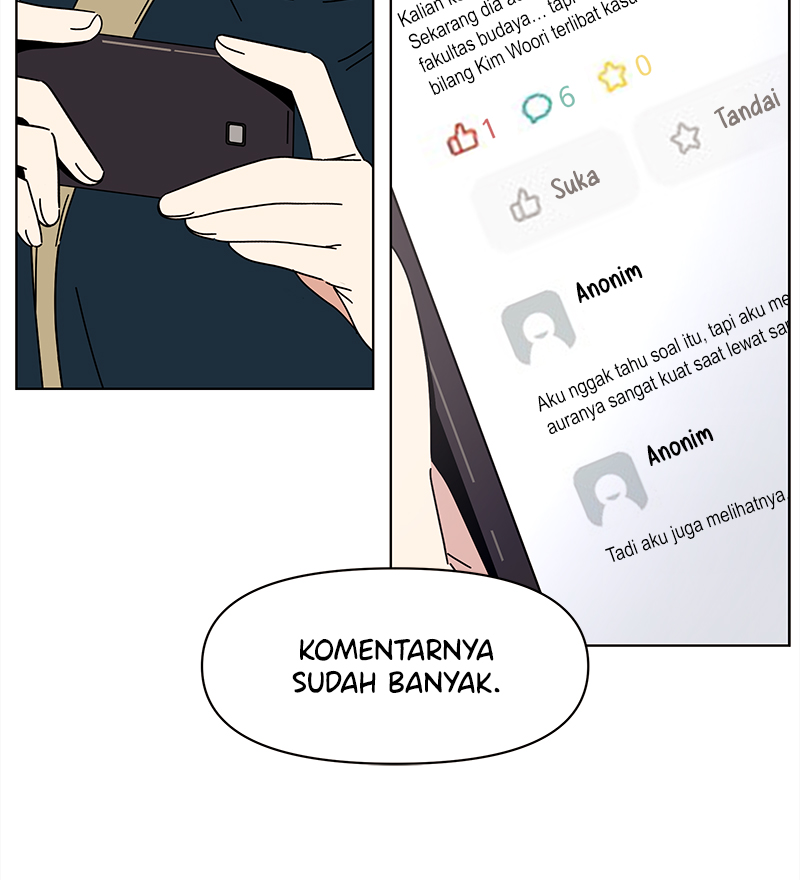 Kalian
Sekarang dia
fakultas budaya... tapi
bilang Kim Woori terlibat kasu
1 6 0
Suka Tandai
Anonim
Aku nggak tahu soal itu, tapi aku me
auranya sangat kuat saat lewat sa
Anonim
Tadi aku juga melihatnya.
KOMENTARNYA
SUDAH BANYAK.